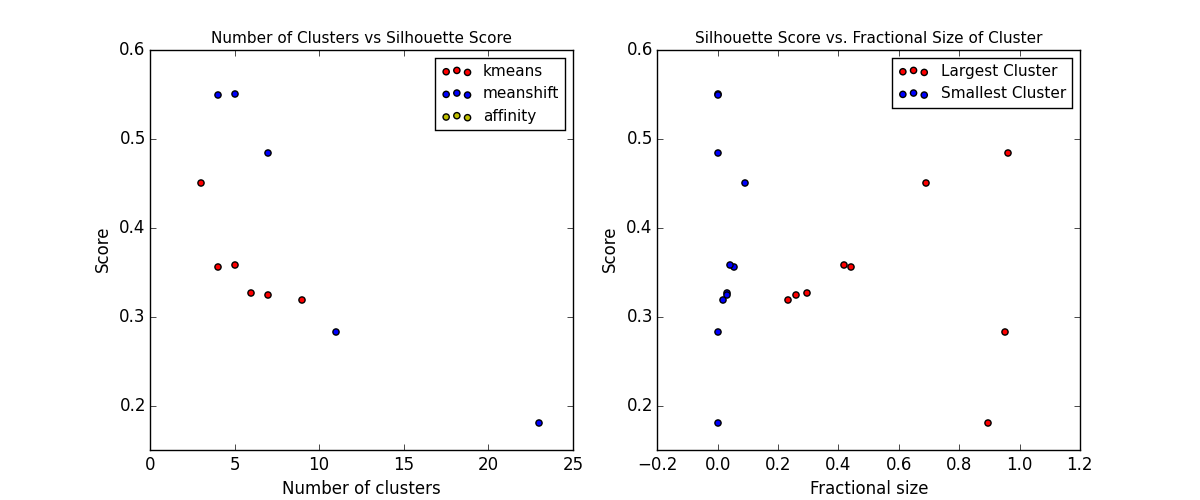 Number of Clusters vs Silhouette Score
0.6
0.5
0.4
0.3
0.2
Score
0
5
10
15
20
25
Number of clusters
kmeans
meanshift
affinity
Silhouette Score vs. Fractional Size of Cluster
0.6
0.5
0.4
0.3
0.2
Score
−0.2
0.0
0.2
0.4
0.6
0.8
1.0
1.2
Fractional size
Largest Cluster
Smallest Cluster